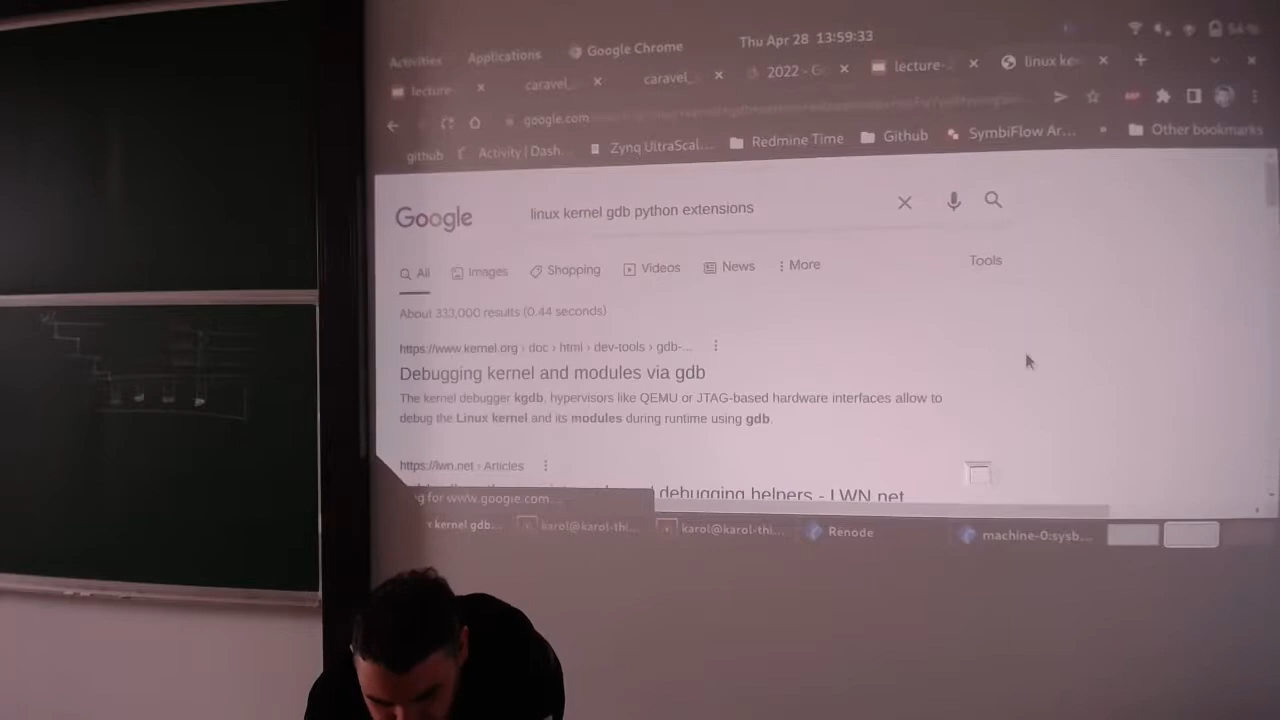 Thu Apr 28 13:59:33
54%
Activities Applications Google Chrome
lecture- caravel_ caravel_ 2022 - G lecture- linux ke
google.com
github Activity | Dash... Zynq UltraScal... Redmine Time Github SymbiFlow Ar... » Other bookmarks
Google linux kernel gdb python extensions
All Images Shopping Videos News More Tools
About 333,000 results (0.44 seconds)
https://www.kernel.org › doc › html › dev-tools › gdb-...
Debugging kernel and modules via gdb
The kernel debugger kgdb, hypervisors like QEMU or JTAG-based hardware interfaces allow to
debug the Linux kernel and its modules during runtime using gdb.
https://lwn.net › Articles
debugging helpers - LWN.net
g for www.google.com...
kernel gdb... karol@karol-thi... karol@karol-thi... Renode machine-0:sysb...